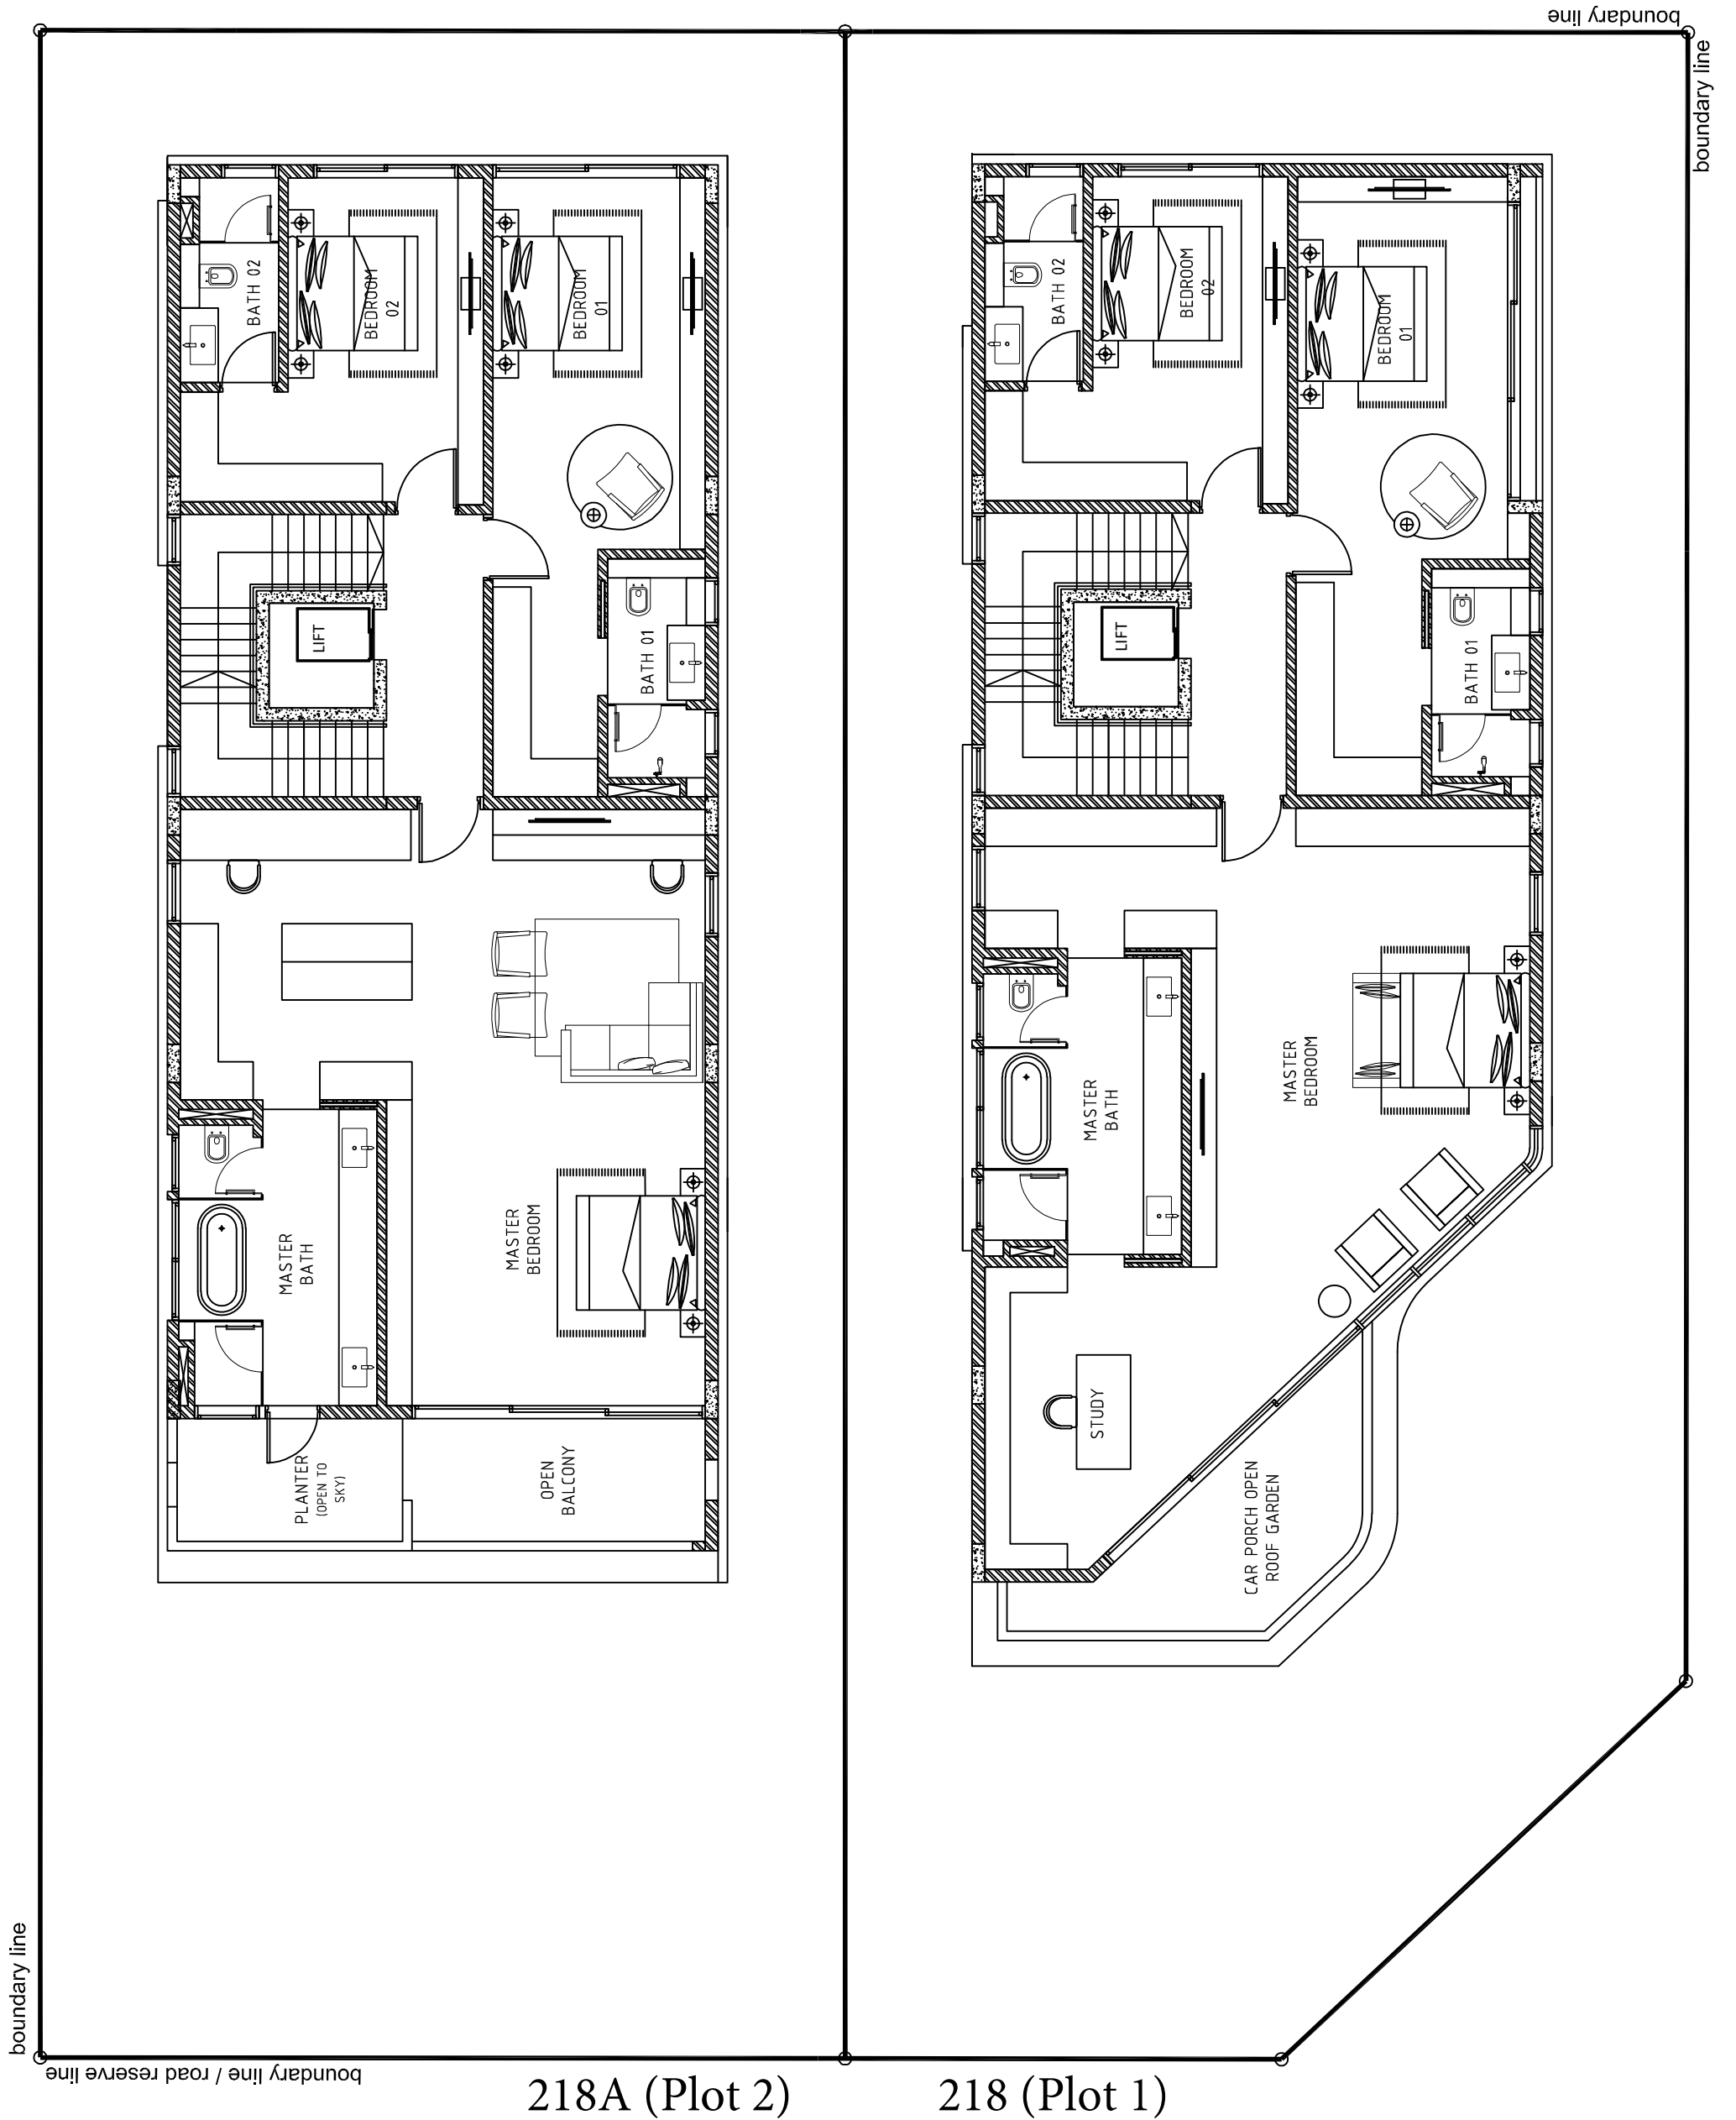 boundary line
boundary line
BATH 02
BEDROOM
02
BEDROOM
01
LIFT
BATH 01
MASTER
BATH
MASTER
BEDROOM
PLANTER
(OPEN TO
SKY)
OPEN
BALCONY
BATH 02
BEDROOM
02
BEDROOM
01
LIFT
BATH 01
MASTER
BATH
MASTER
BEDROOM
STUDY
CAR PORCH OPEN
ROOF GARDEN
boundary line
boundary line / road reserve line
218A (Plot 2)
218 (Plot 1)